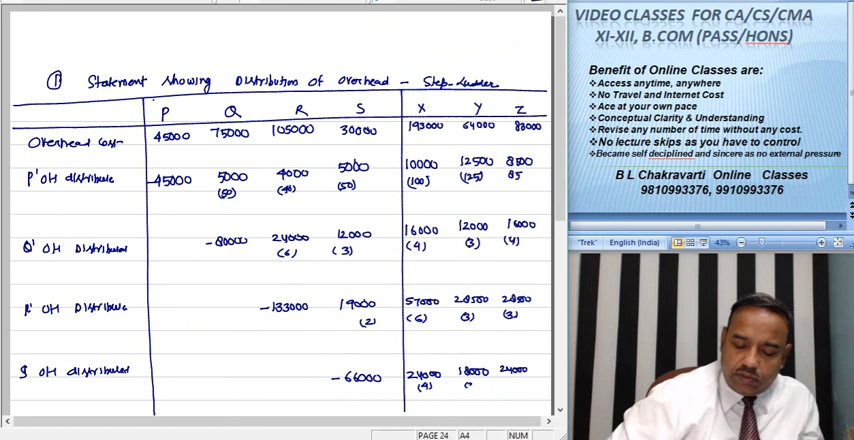 ① Statement Showing Distribution of Overhead – Step-Ladder
P Q R S X Y Z
Overhead Cost 45000 75000 105000 30000 193000 64000 83000
P' OH distribute –45000 5000 4000 5000 10000 12500 8500
(50) (40) (50) (100) (125) 85
Q' OH Distributed –80000 24000 12000 16000 12000 16000
(6) (3) (4) (3) (4)
R' OH Distribute –133000 19000 57000 28500 28500
(2) (6) (3) (3)
S OH distributed –66000 24000 18000 24000
(4)
VIDEO CLASSES FOR CA/CS/CMA
XI-XII, B.COM (PASS/HONS)
Benefit of Online Classes are:
❖Access anytime, anywhere
❖No Travel and Internet Cost
❖Ace at your own pace
❖Conceptual Clarity & Understanding
❖Revise any number of time without any cost.
❖No lecture skips as you have to control
❖Became self deciplined and sincere as no external pressure
B L Chakravarti Online Classes
9810993376, 9910993376
"Trek" English (India) 43%
PAGE 24 A4 NUM